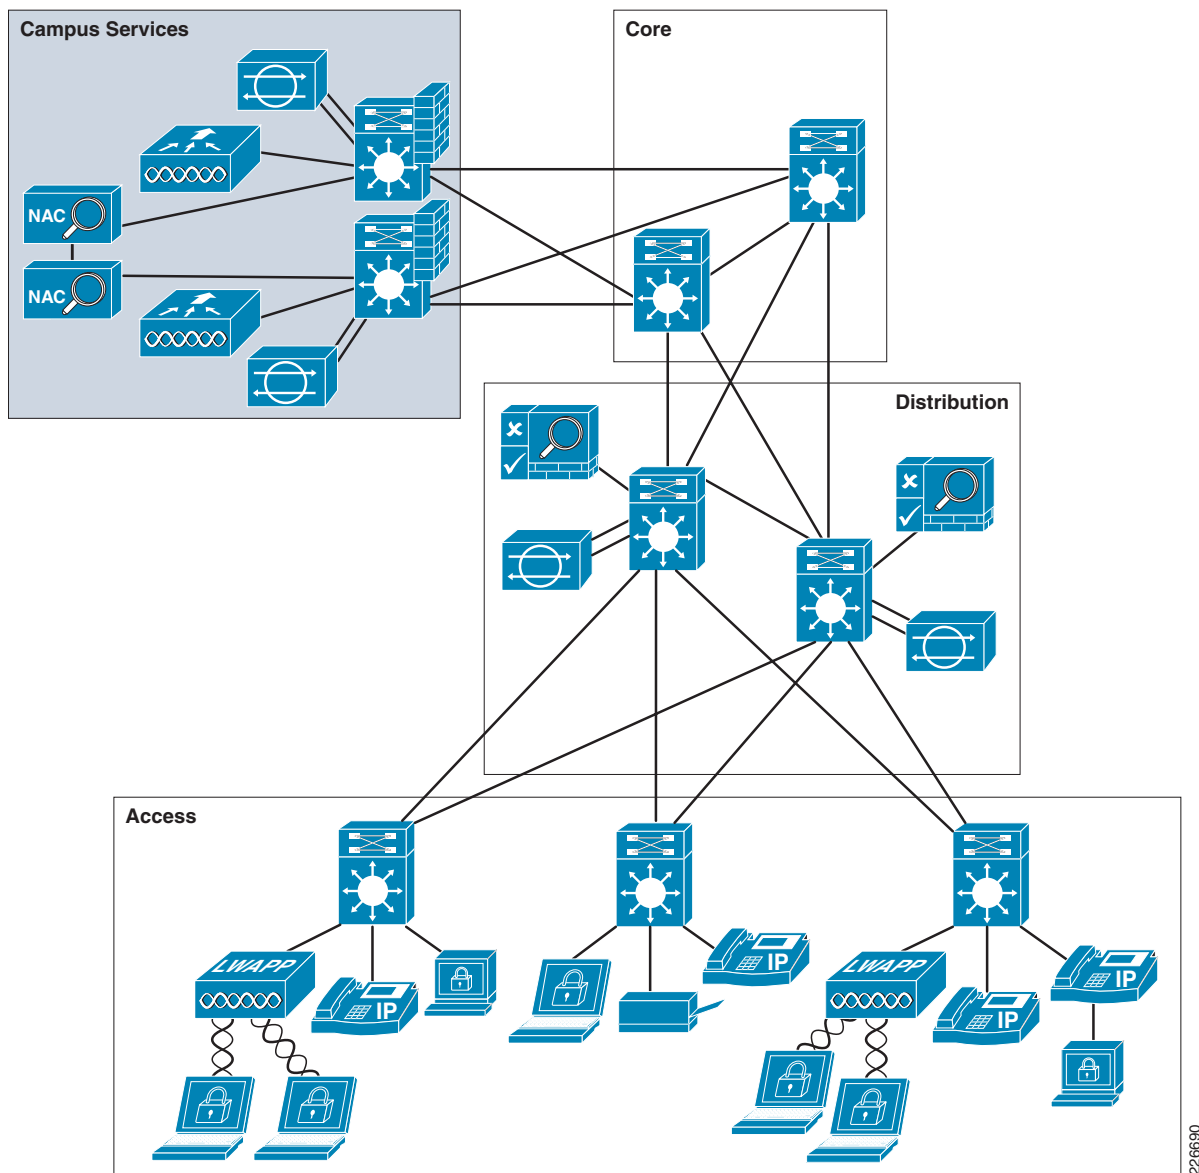 Campus Services
Core
NAC
NAC
Distribution
Access
LWAPP
IP
IP
LWAPP
IP
IP
226690